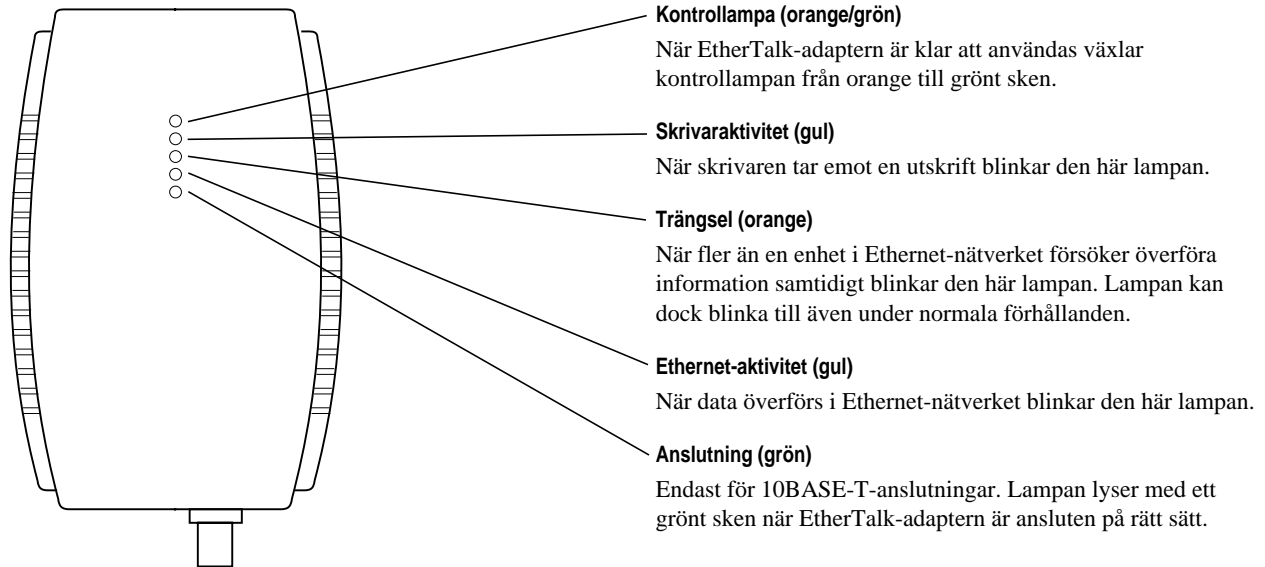 Kontrollampa (orange/grön)
När EtherTalk-adaptern är klar att användas växlar
kontrollampan från orange till grönt sken.
Skrivaraktivitet (gul)
När skrivaren tar emot en utskrift blinkar den här lampan.
Trängsel (orange)
När fler än en enhet i Ethernet-nätverket försöker överföra
information samtidigt blinkar den här lampan. Lampan kan
dock blinka till även under normala förhållanden.
Ethernet-aktivitet (gul)
När data överförs i Ethernet-nätverket blinkar den här lampan.
Anslutning (grön)
Endast för 10BASE-T-anslutningar. Lampan lyser med ett
grönt sken när EtherTalk-adaptern är ansluten på rätt sätt.